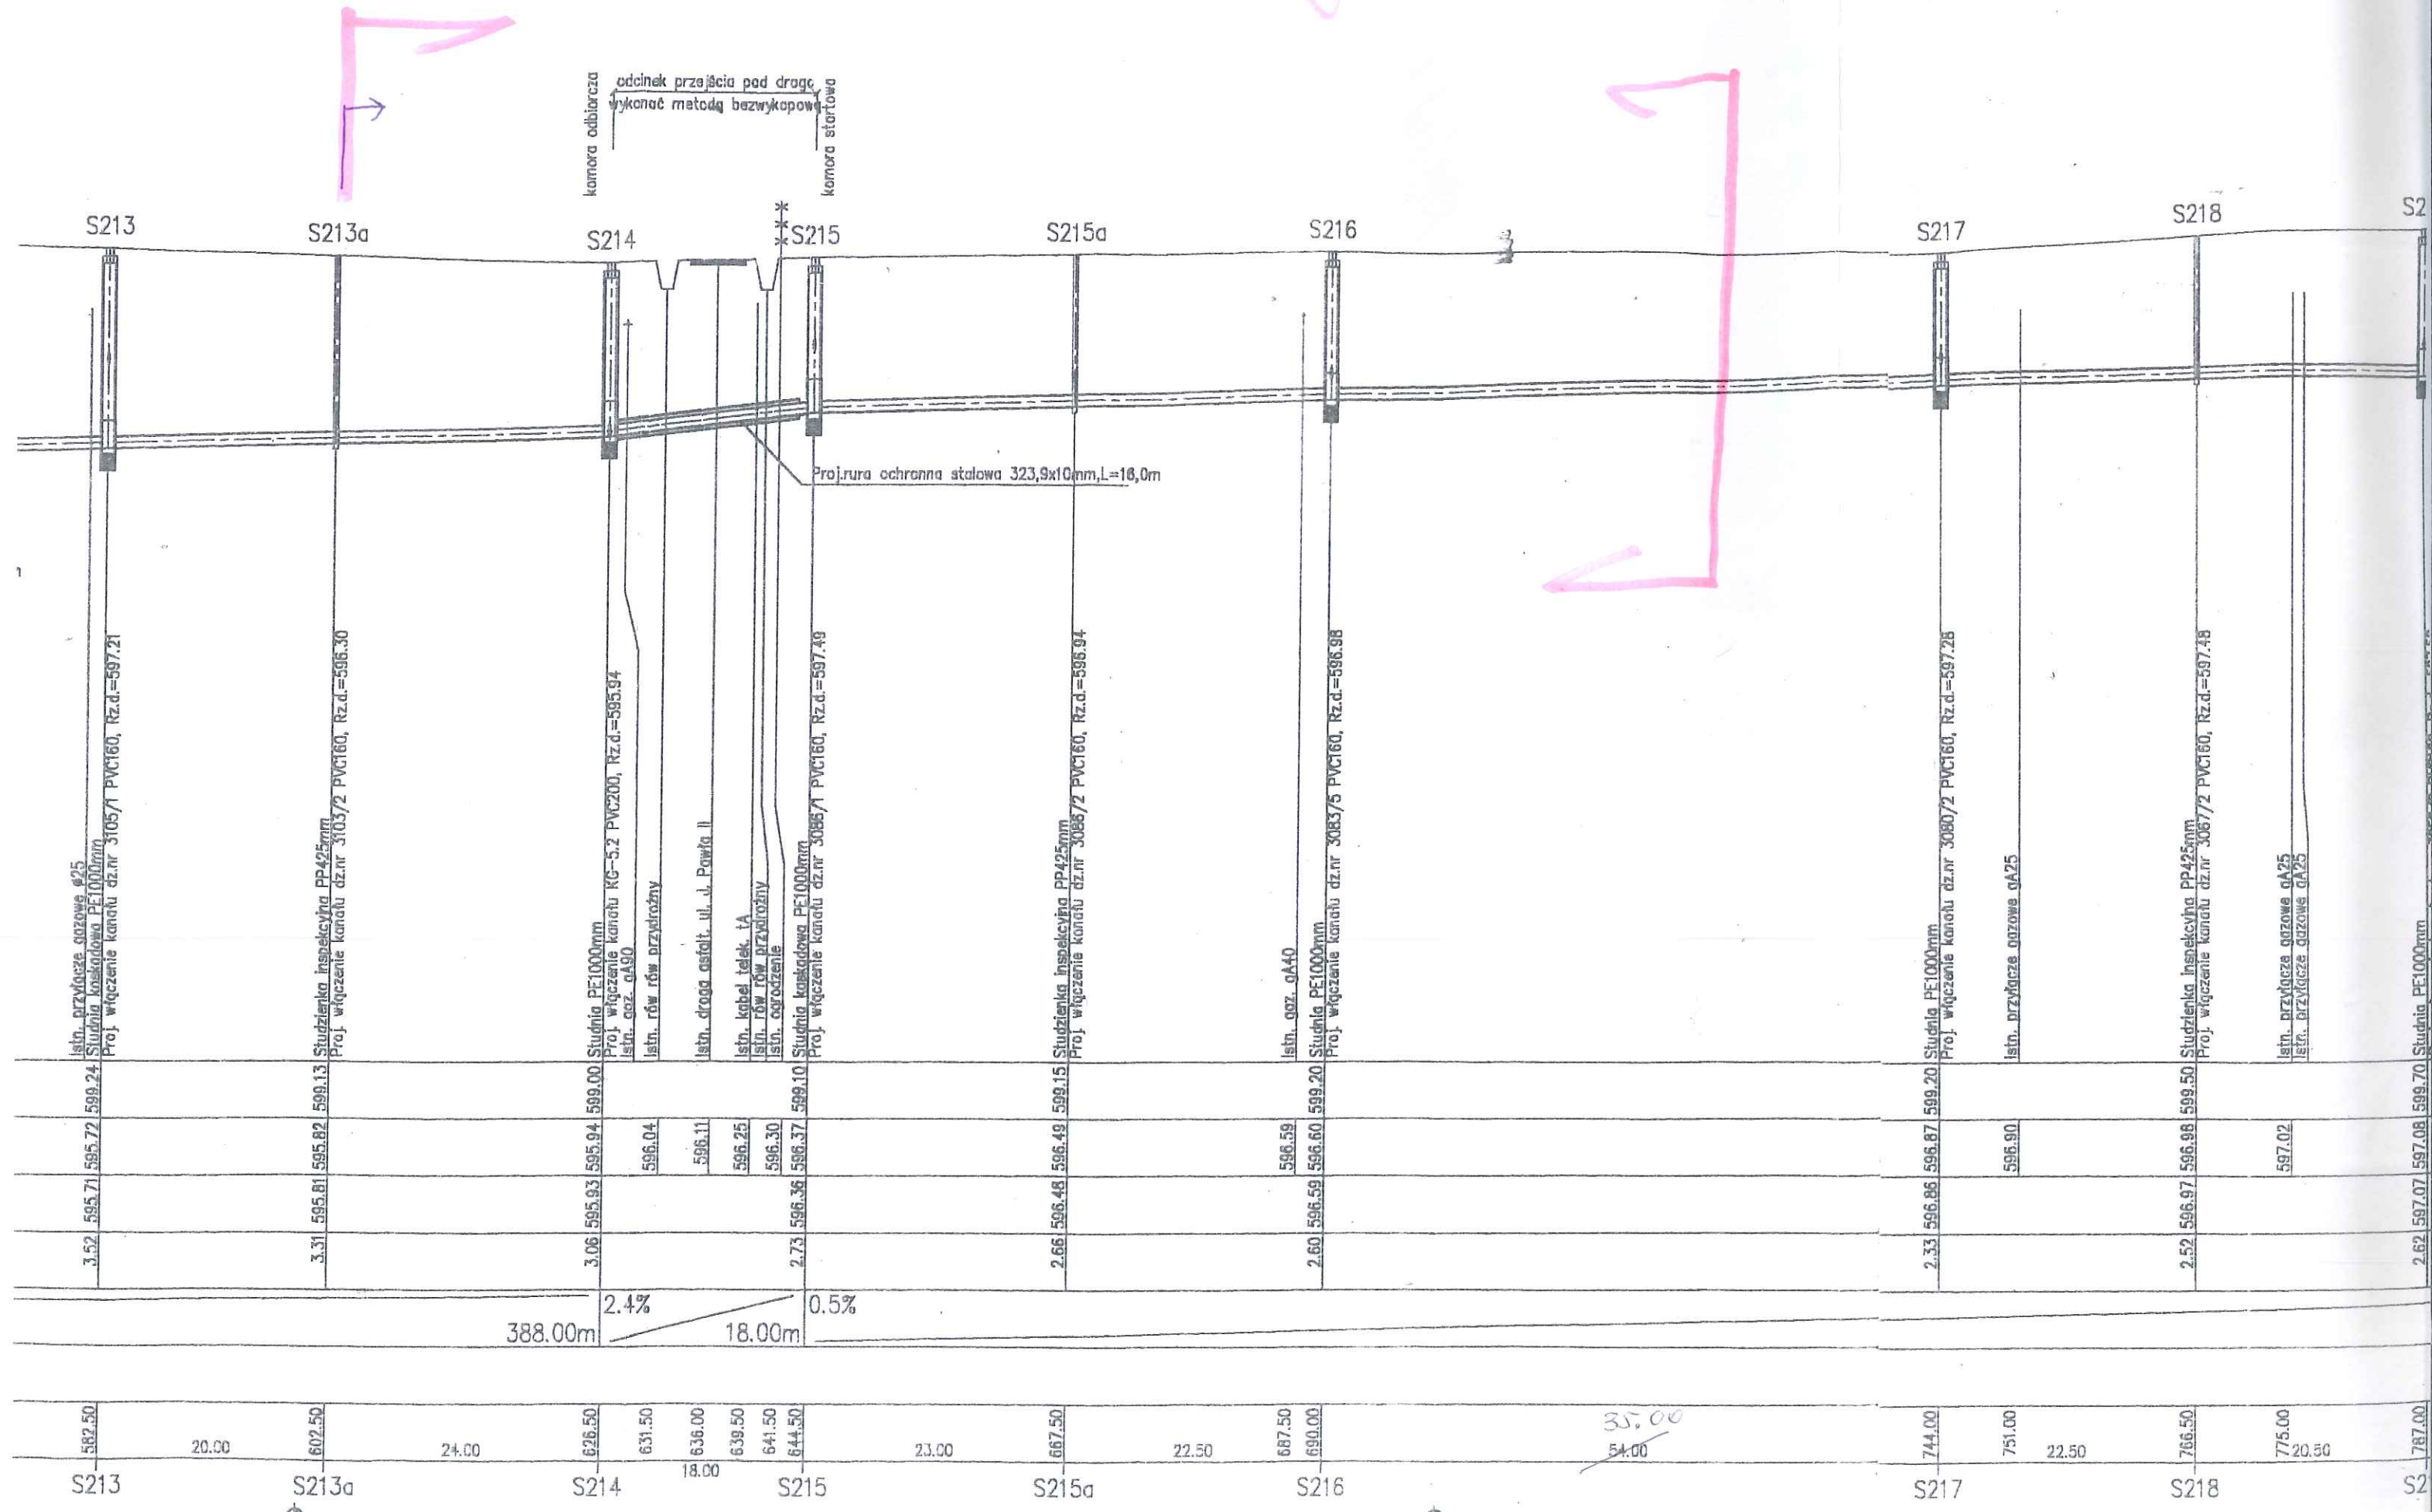 komora odbiorcza
odcinek przejścia pod drogą
wykonać metodą bezwykopową
komora startowa
S213
S213a
S214
S215
S215a
S216
S217
S218
S2
Proj.rura ochronna stalowa 323,9x10mm,L=16,0m
Istn. przyłącze gazowe ø25
Studnia kaskadowa PE1000mm
Proj. włączenie kanału dz.nr 3105/1 PVC160, Rz.d.=597.21
Studzienka inspekcyjna PP425mm
Proj. włączenie kanału dz.nr 3103/2 PVC160, Rz.d.=596.30
Studnia PE1000mm
Proj. włączenie kanału KG-5.2 PVC200, Rz.d.=595.94
Istn. gaz. gA90
Istn. rów rów przydrożny
Istn. droga asfalt. ul. J. Pawła II
Istn. kabel telek. tA
Istn. rów rów przydrożny
Istn. ogrodzenie
Studnia kaskadowa PE1000mm
Proj. włączenie kanału dz.nr 3086/1 PVC160, Rz.d.=597.49
Studzienka inspekcyjna PP425mm
Proj. włączenie kanału dz.nr 3086/2 PVC160, Rz.d.=596.94
Istn. gaz. gA40
Studnia PE1000mm
Proj. włączenie kanału dz.nr 3083/5 PVC160, Rz.d.=596.98
Studnia PE1000mm
Proj. włączenie kanału dz.nr 3080/2 PVC160, Rz.d.=597.28
Istn. przyłącze gazowe gA25
Studzienka inspekcyjna PP425mm
Proj. włączenie kanału dz.nr 3067/2 PVC160, Rz.d.=597.48
Istn. przyłącze gazowe gA25
Istn. przyłącze gazowe gA25
Studnia PE1000mm
599.24
599.13
599.00
599.10
599.15
599.20
599.20
599.50
599.70
595.72
595.82
595.94
596.04
596.11
596.25
596.30
596.37
596.49
596.59
596.60
596.87
596.90
596.98
597.02
597.08
595.71
595.81
595.93
596.36
596.48
596.59
596.86
596.97
597.07
3.52
3.31
3.06
2.73
2.66
2.60
2.33
2.52
2.62
2.4%
0.5%
388.00m
18.00m
582.50
602.50
626.50
631.50
636.00
639.50
641.50
644.50
667.50
687.50
690.00
744.00
751.00
766.50
775.00
787.00
35.00
20.00
24.00
18.00
23.00
22.50
54.00
22.50
20.50
S213
S213a
S214
S215
S215a
S216
S217
S218
S2